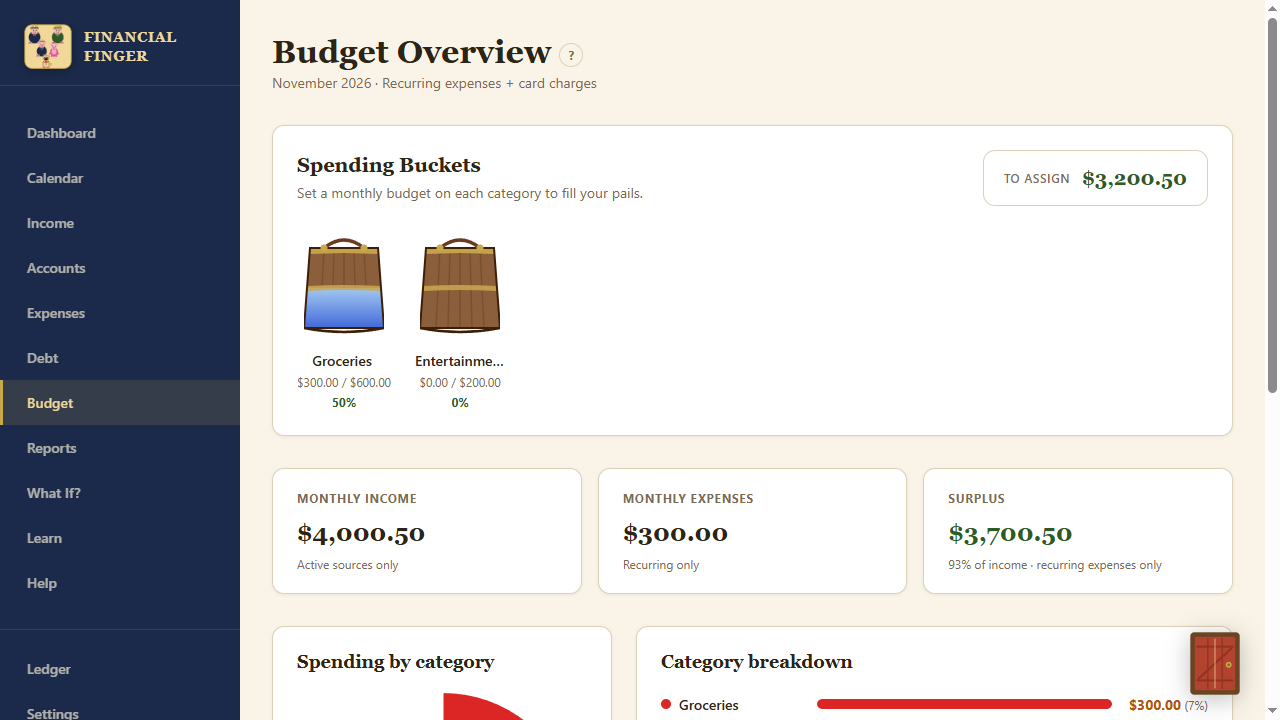 FINANCIAL
FINGER
Dashboard
Calendar
Income
Accounts
Expenses
Debt
Budget
Reports
What If?
Learn
Help
Ledger
Settings
Budget Overview ?
November 2026 · Recurring expenses + card charges
Spending Buckets
Set a monthly budget on each category to fill your pails.
TO ASSIGN $3,200.50
Groceries
$300.00 / $600.00
50%
Entertainme...
$0.00 / $200.00
0%
MONTHLY INCOME
$4,000.50
Active sources only
MONTHLY EXPENSES
$300.00
Recurring only
SURPLUS
$3,700.50
93% of income · recurring expenses only
Spending by category
Category breakdown
Groceries $300.00 (7%)